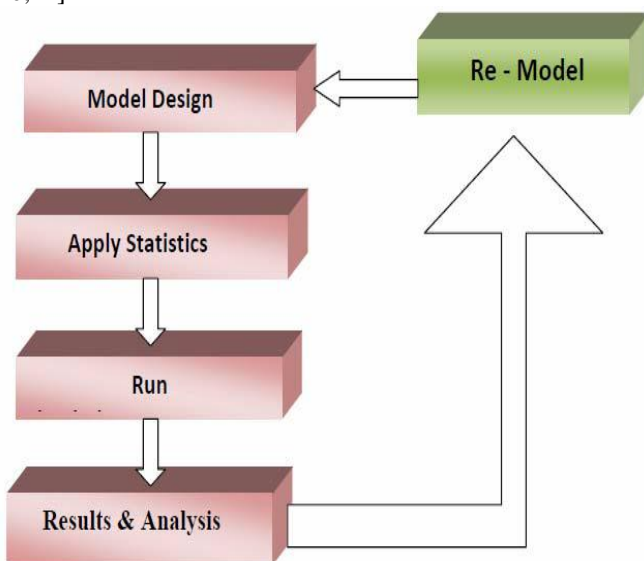 Re - Model
Model Design
Apply Statistics
Run
Results & Analysis